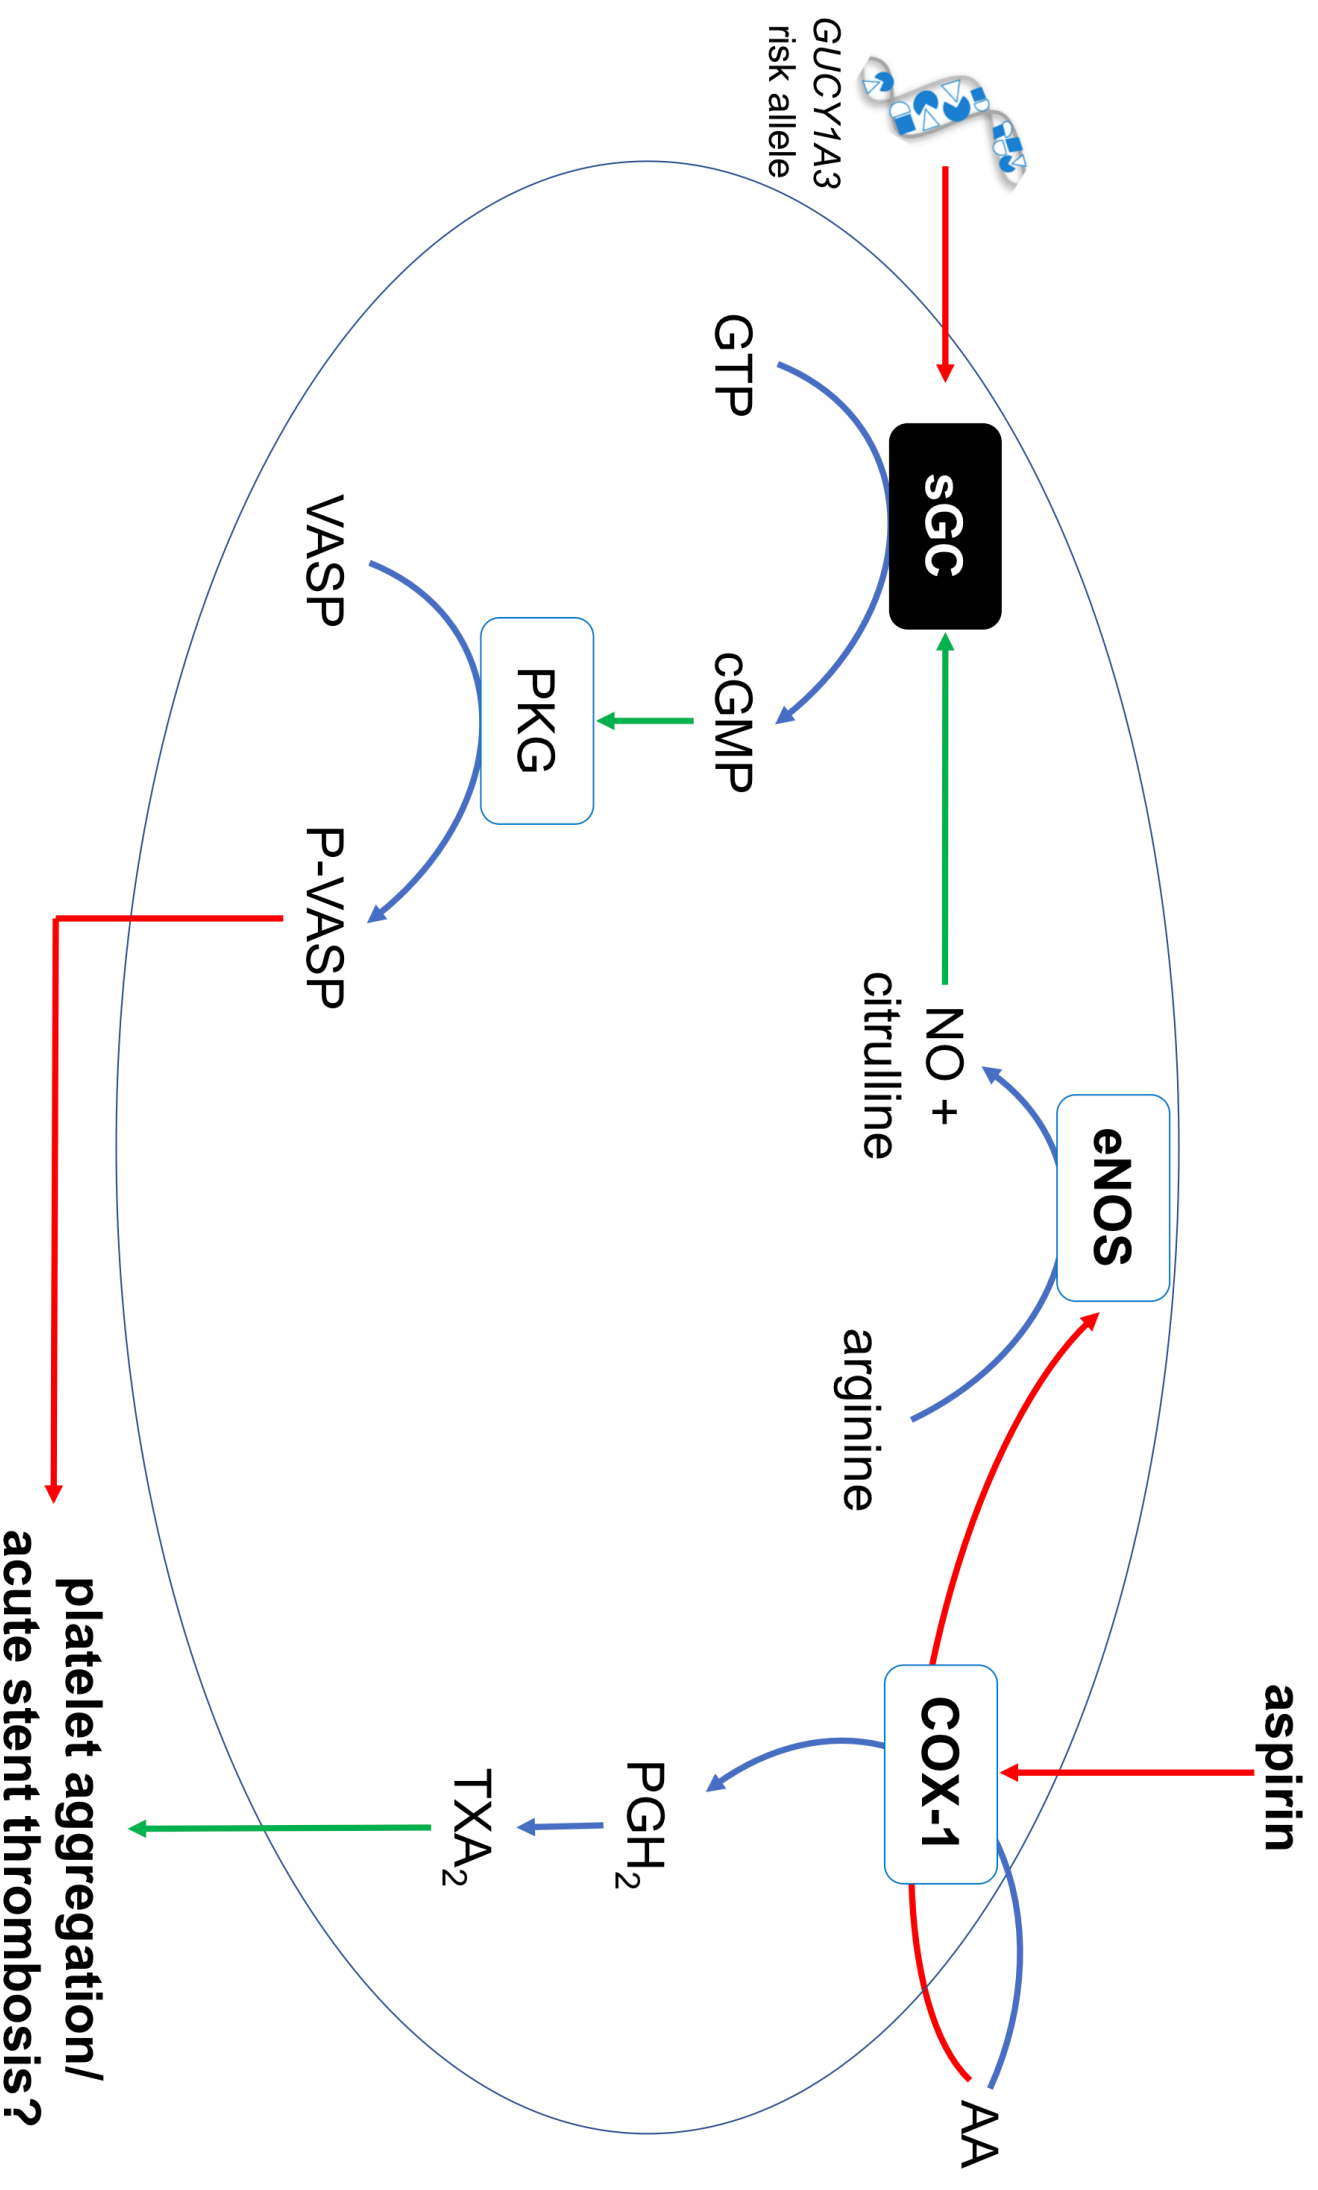 aspirin
eNOS
AA
GUCY1A3
risk allele
sGC
NO +
citrulline
COX-1
arginine
GTP
cGMP
PGH₂
PKG
TXA₂
VASP
P-VASP
platelet aggregation/
acute stent thrombosis?